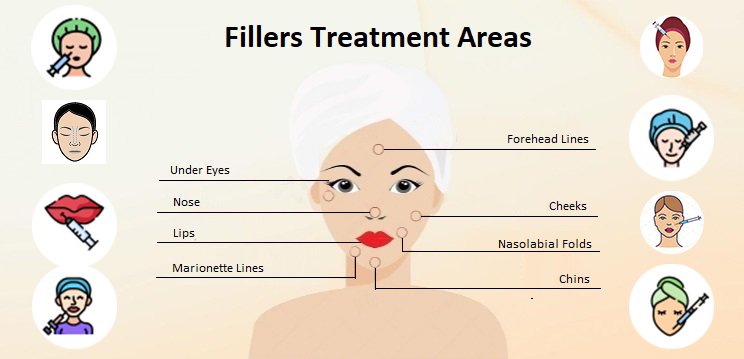 Fillers Treatment Areas
Forehead Lines
Under Eyes
Nose
Cheeks
Lips
Nasolabial Folds
Marionette Lines
Chins